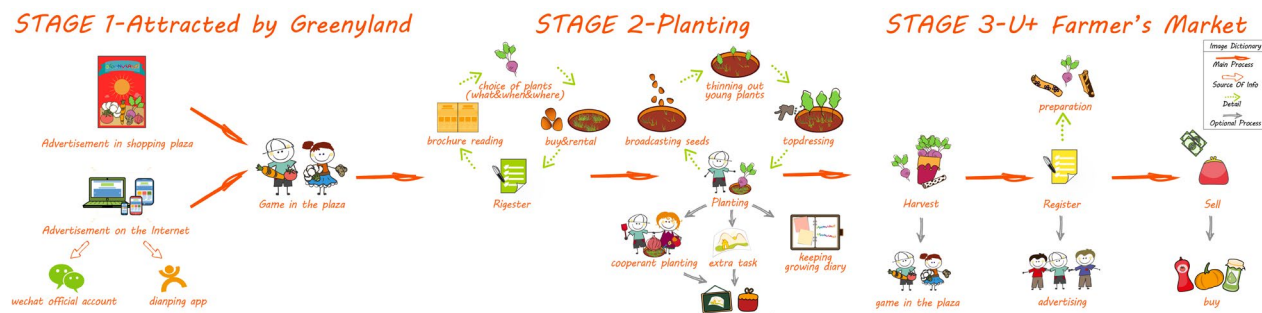 STAGE 1-Attracted by Greenyland
Advertisement in shopping plaza
Advertisement on the Internet
wechat official account
dianping app
Game in the plaza
STAGE 2-Planting
choice of plants
(what&when&where)
brochure reading
buy&rental
Rigester
broadcasting seeds
thinning out
young plants
topdressing
Planting
cooperant planting
extra task
keeping
growing diary
STAGE 3-U+ Farmer's Market
preparation
Harvest
Register
Sell
game in the plaza
advertising
buy
Image Dictionary
Main Process
Source Of Info
Detail
Optional Process